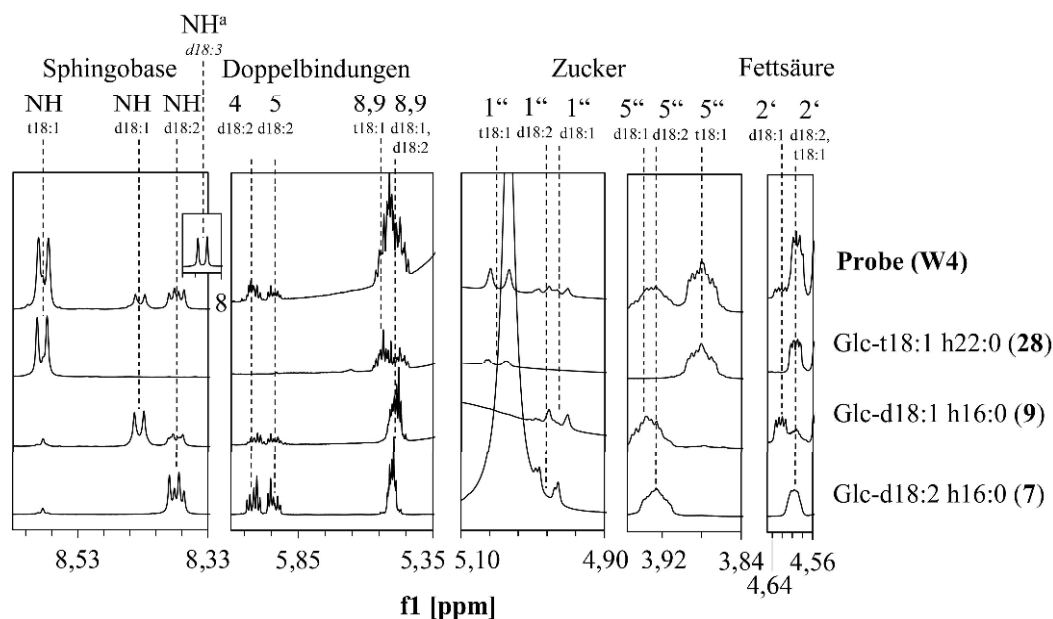 NHᵃ
d18:3
Sphingobase Doppelbindungen Zucker Fettsäure
NH NH NH 4 5 8,9 8,9 1“ 1“ 1“ 5“ 5“ 5“ 2‘ 2‘
t18:1 d18:1 d18:2 d18:2 d18:2 t18:1 d18:1, d18:2 t18:1 d18:2 d18:1 d18:1 d18:2 t18:1 d18:1 d18:2, t18:1
Probe (W4)
8
Glc-t18:1 h22:0 (28)
Glc-d18:1 h16:0 (9)
Glc-d18:2 h16:0 (7)
8,53 8,33 5,85 5,35 5,10 4,90 3,92 3,84 4,64 4,56
f1 [ppm]